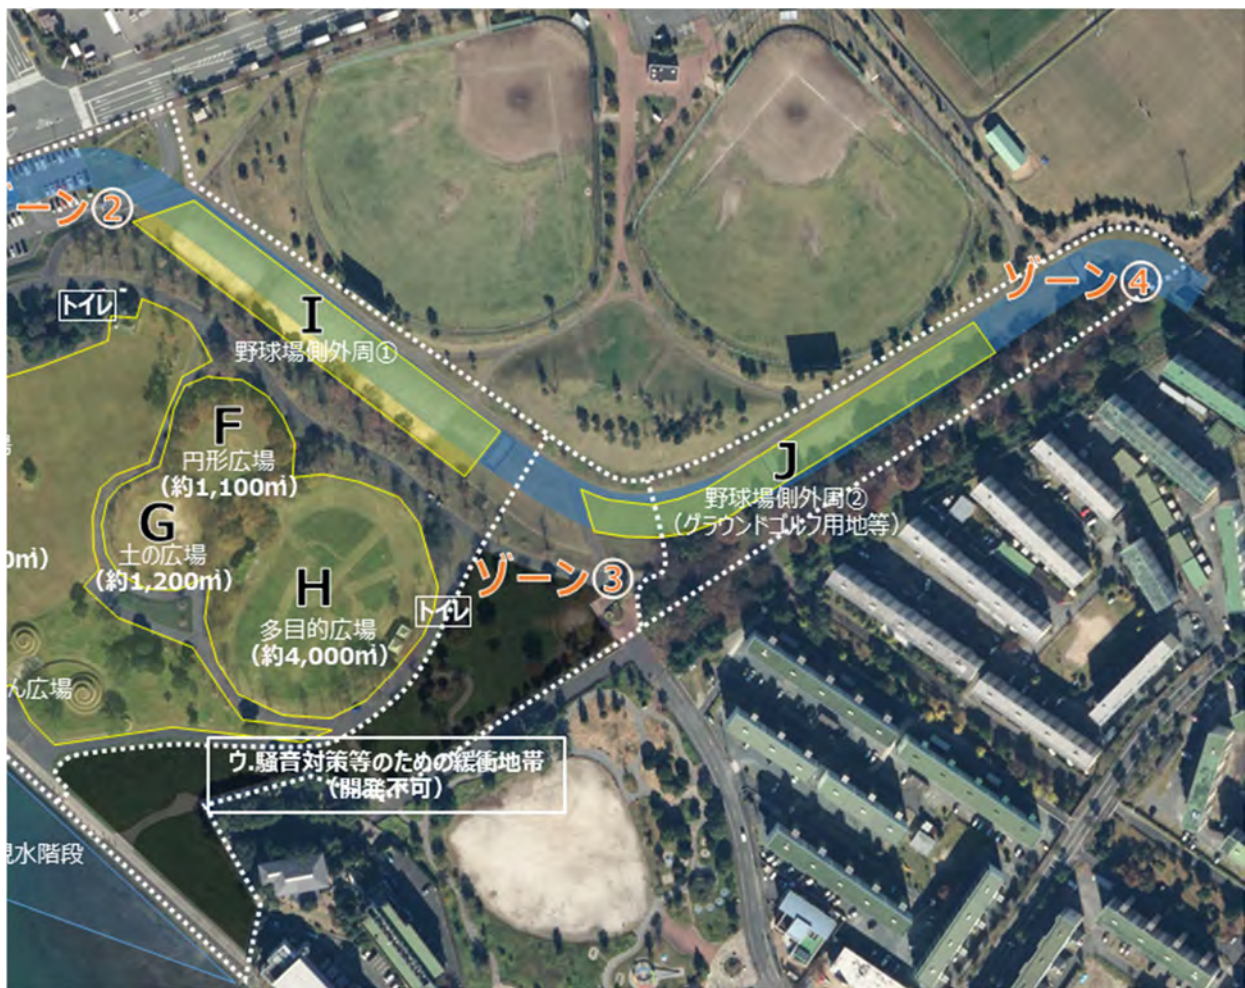 ーン②
ゾーン④
トイレ
I
野球場側外周①
F
円形広場
(約1,100㎡)
J
野球場側外周②
(グラウンドゴルフ用地等)
G
土の広場
(約1,200㎡)
0㎡)
ゾーン③
H
多目的広場
(約4,000㎡)
トイレ
ん広場
ウ.騒音対策等のための緩衝地帯
(開発不可)
水階段